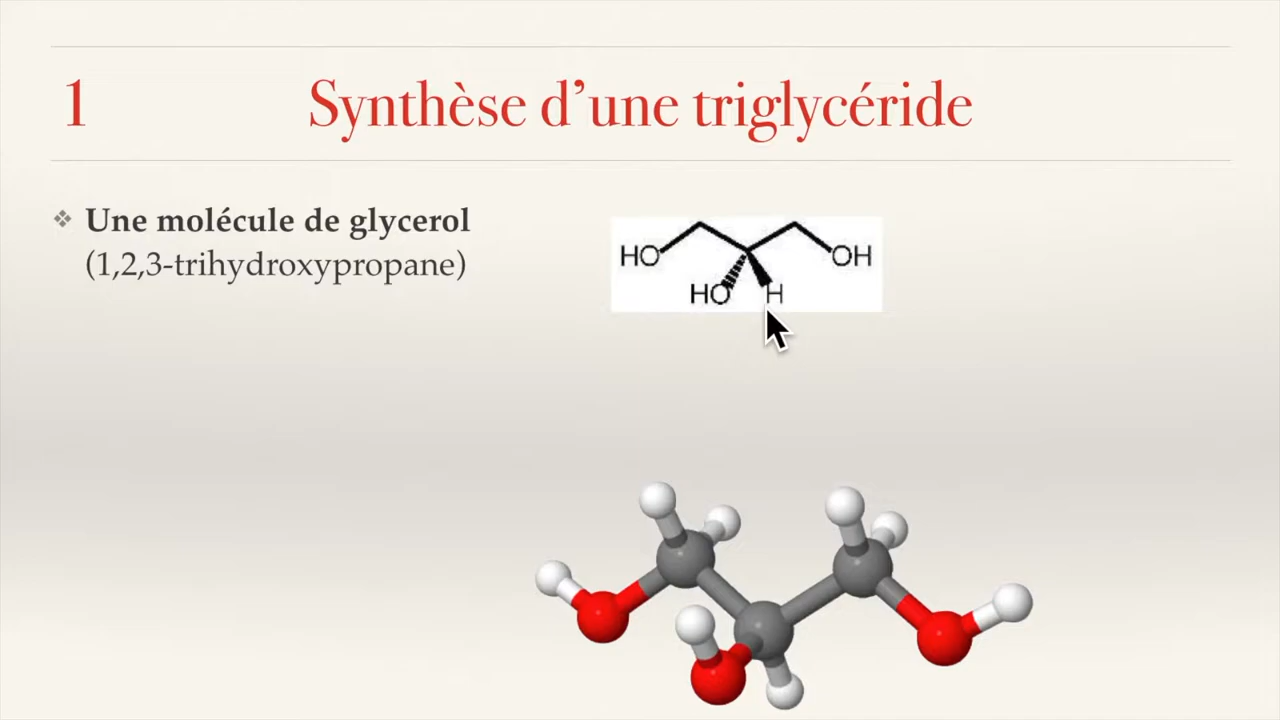 1 Synthèse d’une triglycéride
❖ Une molécule de glycerol
(1,2,3-trihydroxypropane)
HO OH
HO H